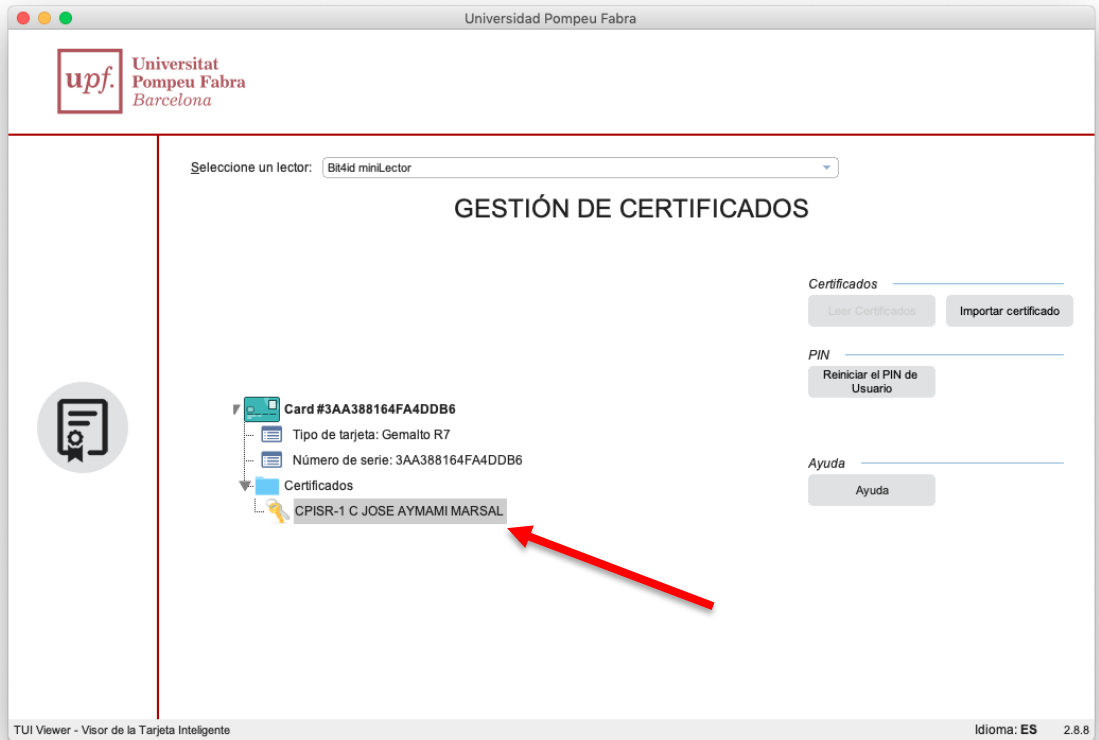 Universidad Pompeu Fabra
upf.
Universitat
Pompeu Fabra
Barcelona
Seleccione un lector:
Bit4id miniLector
GESTIÓN DE CERTIFICADOS
Certificados
Leer Certificados
Importar certificado
PIN
Reiniciar el PIN de
Usuario
Ayuda
Ayuda
Card #3AA388164FA4DDB6
Tipo de tarjeta: Gemalto R7
Número de serie: 3AA388164FA4DDB6
Certificados
CPISR-1 C JOSE AYMAMI MARSAL
TUI Viewer - Visor de la Tarjeta Inteligente
Idioma: ES
2.8.8